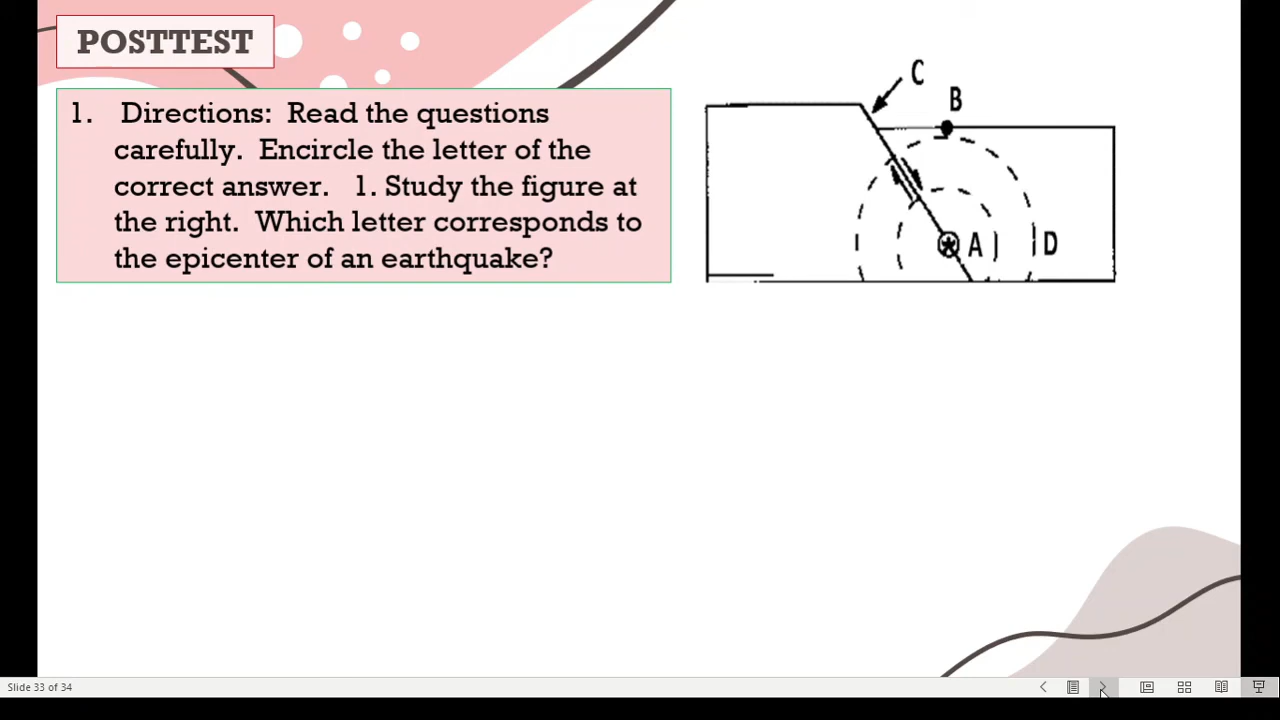 POSTTEST
1. Directions: Read the questions
carefully. Encircle the letter of the
correct answer. 1. Study the figure at
the right. Which letter corresponds to
the epicenter of an earthquake?
C
B
A
D
Slide 33 of 34